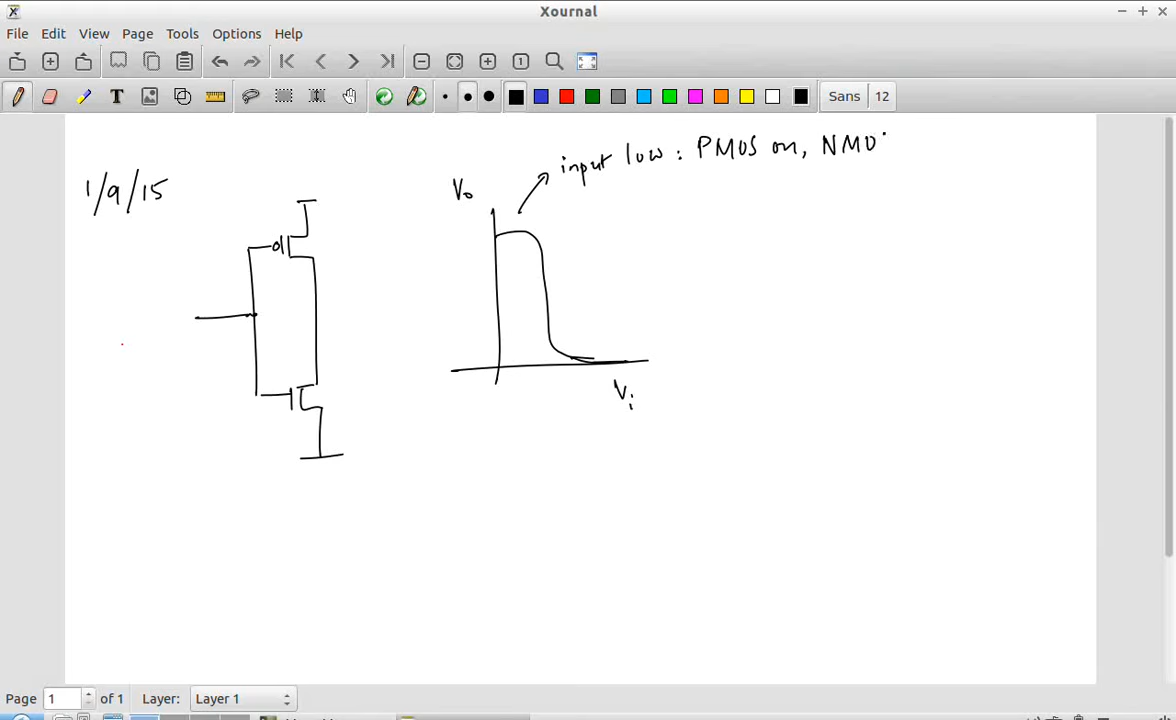 Xournal
File Edit View Page Tools Options Help
Sans 12
input low : PMOS on, NMO
1/9/15
Vo
Vi
Page 1 of 1 Layer: Layer 1